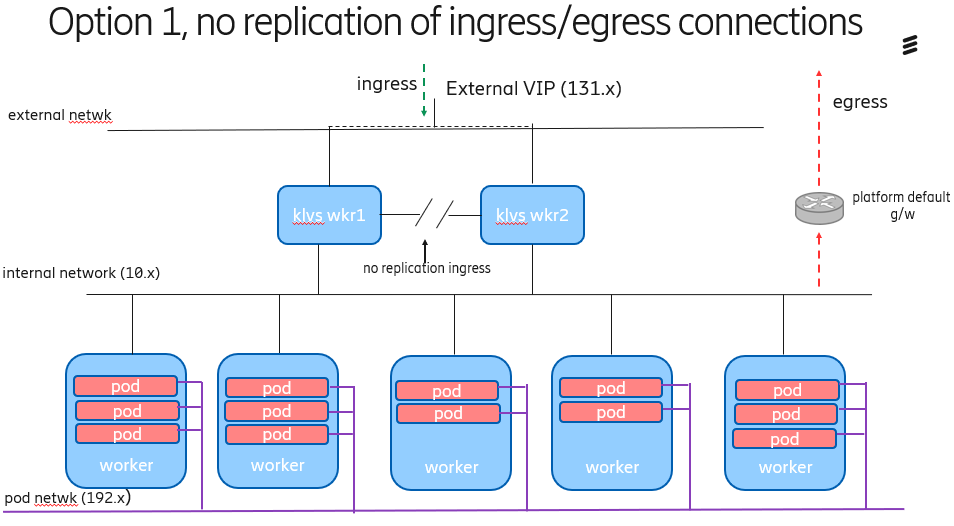 Option 1, no replication of ingress/egress connections
ingress
External VIP (131.x)
egress
external netwk
klvs wkr1
klvs wkr2
platform default
g/w
no replication ingress
internal network (10.x)
pod
pod
pod
worker
pod
pod
pod
worker
pod
pod
worker
pod
pod
worker
pod
pod
pod
worker
pod netwk (192.x)